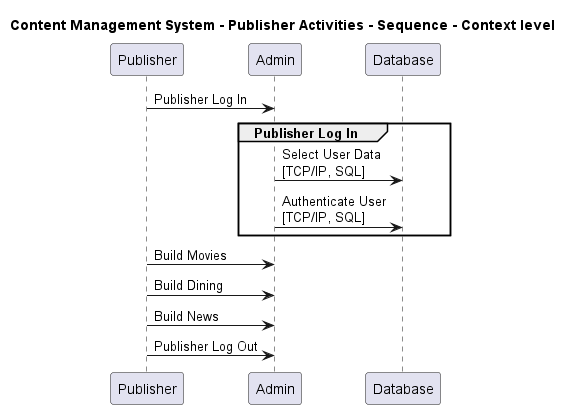 Content Management System - Publisher Activities - Sequence - Context level
Publisher Admin Database
Publisher Log In
Publisher Log In
Select User Data
[TCP/IP, SQL]
Authenticate User
[TCP/IP, SQL]
Build Movies
Build Dining
Build News
Publisher Log Out
Publisher Admin Database